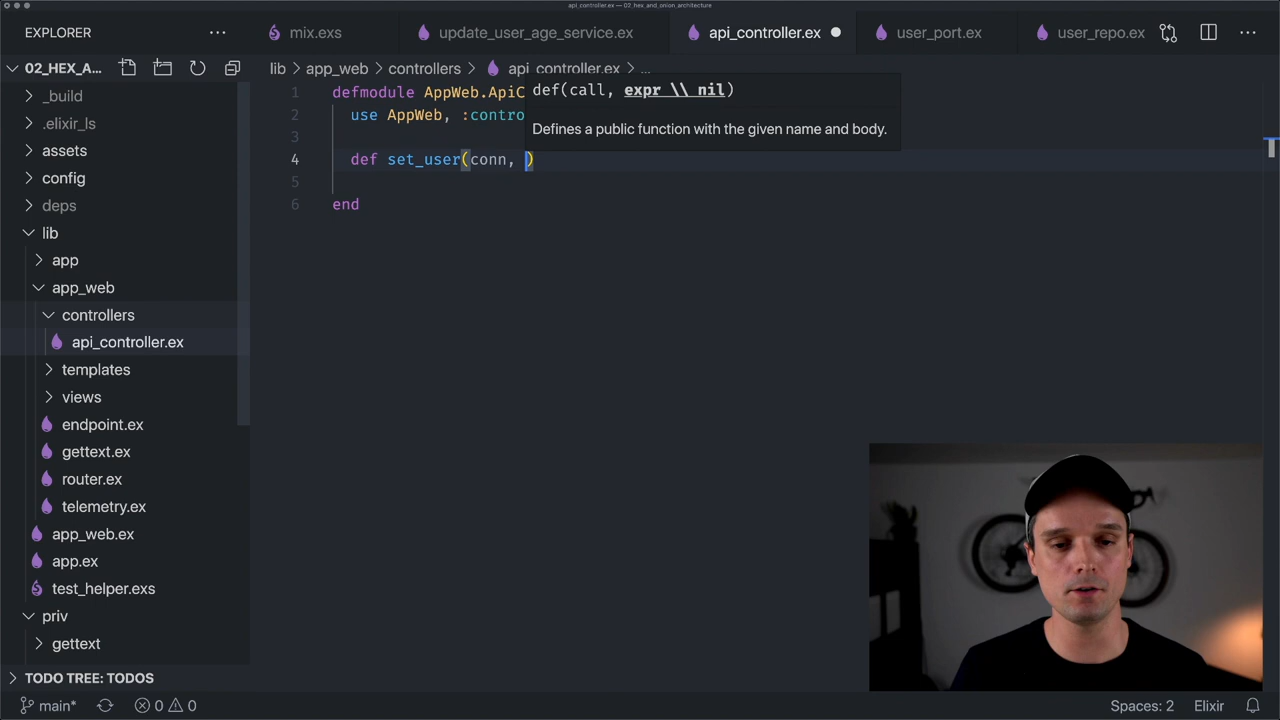 api_controller.ex — 02_hex_and_onion_architecture
EXPLORER
mix.exs
update_user_age_service.ex
api_controller.ex
user_port.ex
user_repo.ex
02_HEX_A...
lib > app_web > controllers > api_controller.ex > ...
_build
.elixir_ls
assets
config
deps
lib
app
app_web
controllers
api_controller.ex
templates
views
endpoint.ex
gettext.ex
router.ex
telemetry.ex
app_web.ex
app.ex
test_helper.exs
priv
gettext
TODO TREE: TODOS
1 defmodule AppWeb.ApiC
2 use AppWeb, :contro
3
4 def set_user(conn, )
5
6 end
def(call, expr \\ nil)
Defines a public function with the given name and body.
main* 0 0 Spaces: 2 Elixir